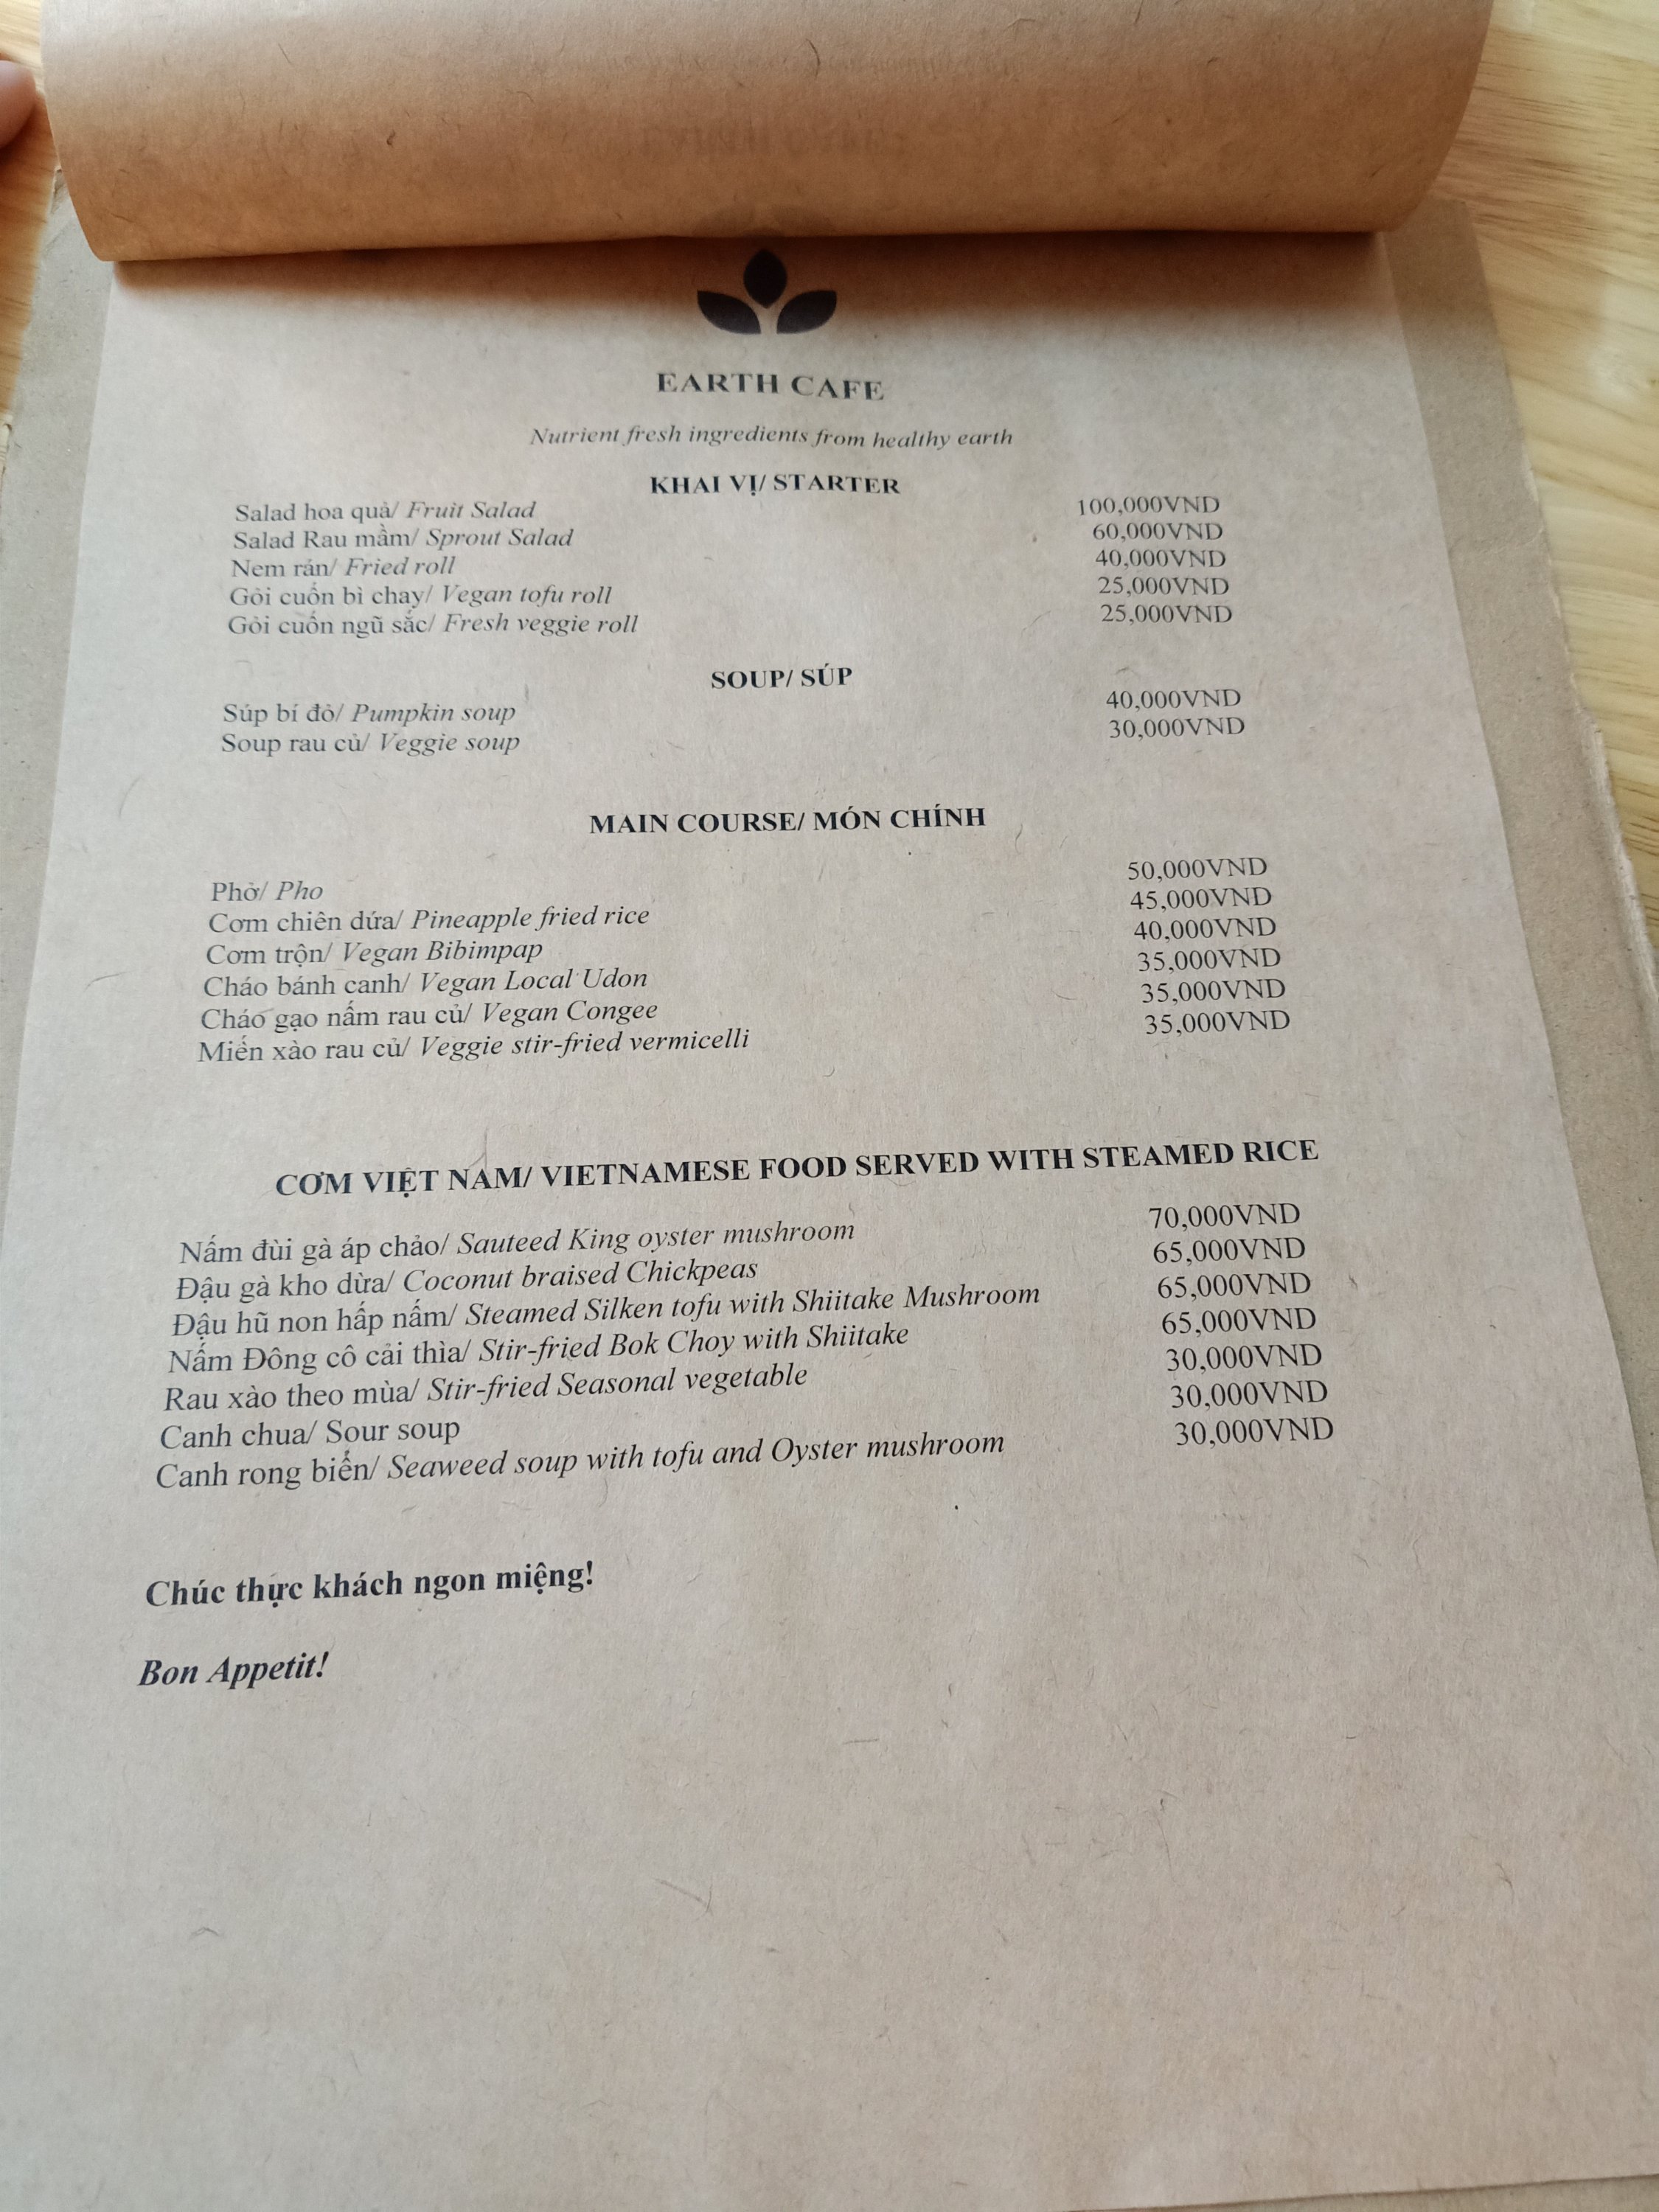 EARTH CAFE
Nutrient fresh ingredients from healthy earth
KHAI VỊ/ STARTER
Salad hoa quả/ Fruit Salad 100,000VND
Salad Rau mầm/ Sprout Salad 60,000VND
Nem rán/ Fried roll 40,000VND
Gỏi cuốn bì chay/ Vegan tofu roll 25,000VND
Gỏi cuốn ngũ sắc/ Fresh veggie roll 25,000VND
SOUP/ SÚP
Súp bí đỏ/ Pumpkin soup 40,000VND
Soup rau củ/ Veggie soup 30,000VND
MAIN COURSE/ MÓN CHÍNH
Phở/ Pho 50,000VND
Cơm chiên dứa/ Pineapple fried rice 45,000VND
Cơm trộn/ Vegan Bibimpap 40,000VND
Cháo bánh canh/ Vegan Local Udon 35,000VND
Cháo gạo nấm rau củ/ Vegan Congee 35,000VND
Miến xào rau củ/ Veggie stir-fried vermicelli 35,000VND
CƠM VIỆT NAM/ VIETNAMESE FOOD SERVED WITH STEAMED RICE
Nấm đùi gà áp chảo/ Sauteed King oyster mushroom 70,000VND
Đậu gà kho dừa/ Coconut braised Chickpeas 65,000VND
Đậu hũ non hấp nấm/ Steamed Silken tofu with Shiitake Mushroom 65,000VND
Nấm Đông cô cải thìa/ Stir-fried Bok Choy with Shiitake 65,000VND
Rau xào theo mùa/ Stir-fried Seasonal vegetable 30,000VND
Canh chua/ Sour soup 30,000VND
Canh rong biển/ Seaweed soup with tofu and Oyster mushroom 30,000VND
Chúc thực khách ngon miệng!
Bon Appetit!